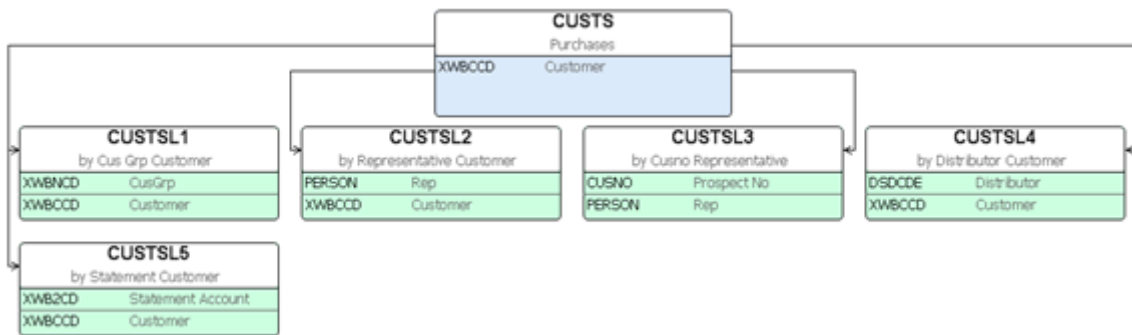 CUSTS
Purchases
XWBCCD Customer
CUSTSL1
by Cus Grp Customer
XWBNCD CusGrp
XWBCCD Customer
CUSTSL2
by Representative Customer
PERSON Rep
XWBCCD Customer
CUSTSL3
by Cusno Representative
CUSNO Prospect No
PERSON Rep
CUSTSL4
by Distributor Customer
DSDCDE Distributor
XWBCCD Customer
CUSTSL5
by Statement Customer
XWB2CD Statement Account
XWBCCD Customer